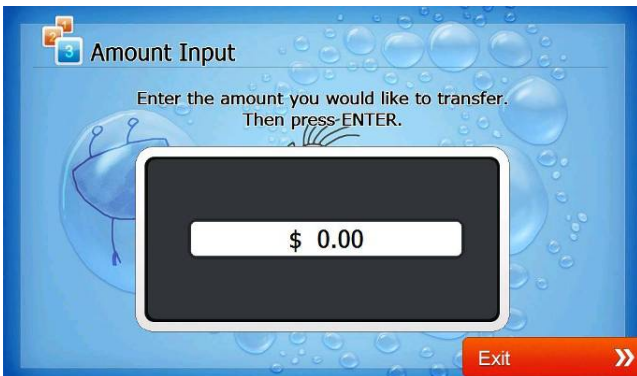 Amount Input
Enter the amount you would like to transfer.
Then press ENTER.
$ 0.00
Exit